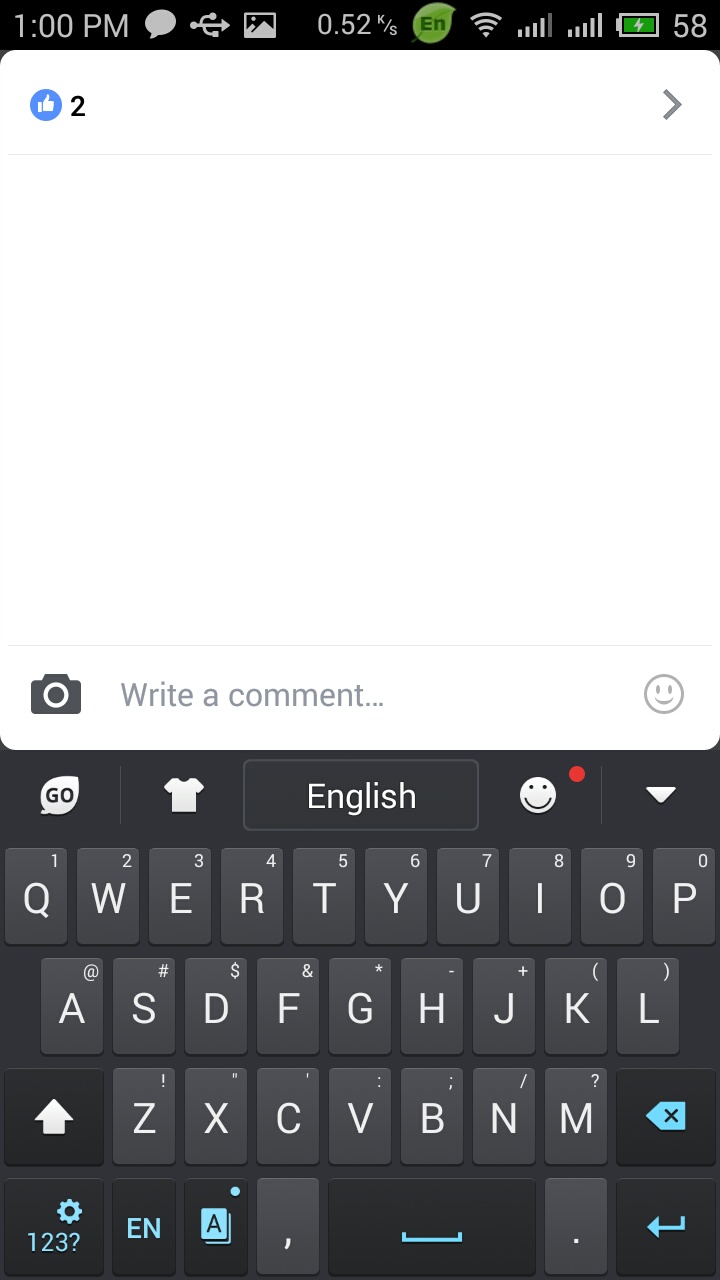 1:00 PM 0.52 K/s En 58
2
Write a comment...
GO English
1 2 3 4 5 6 7 8 9 0
Q W E R T Y U I O P
@ # $ & * - + ( )
A S D F G H J K L
! " ' : ; / ?
Z X C V B N M
123? EN A , .